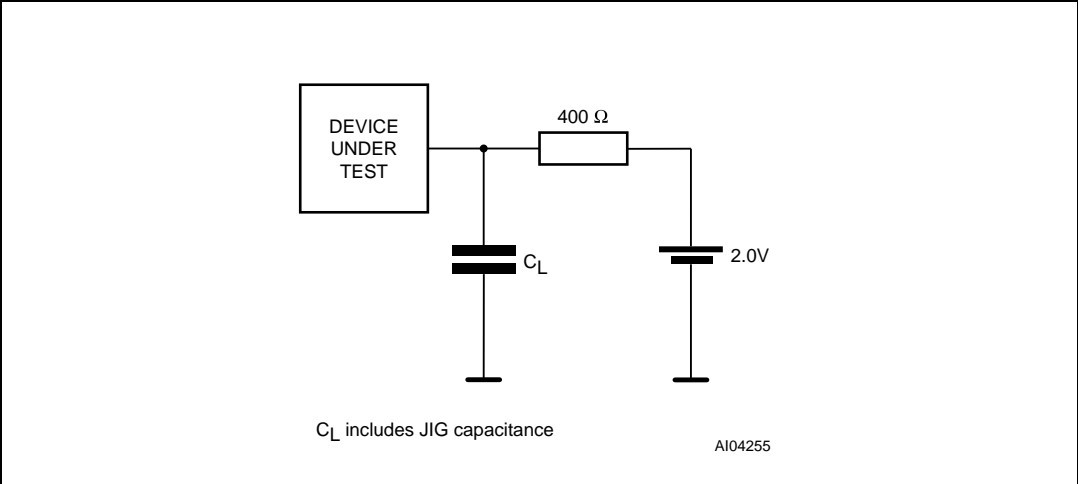 DEVICE
UNDER
TEST
400 Ω
CL
2.0V
CL includes JIG capacitance
AI04255